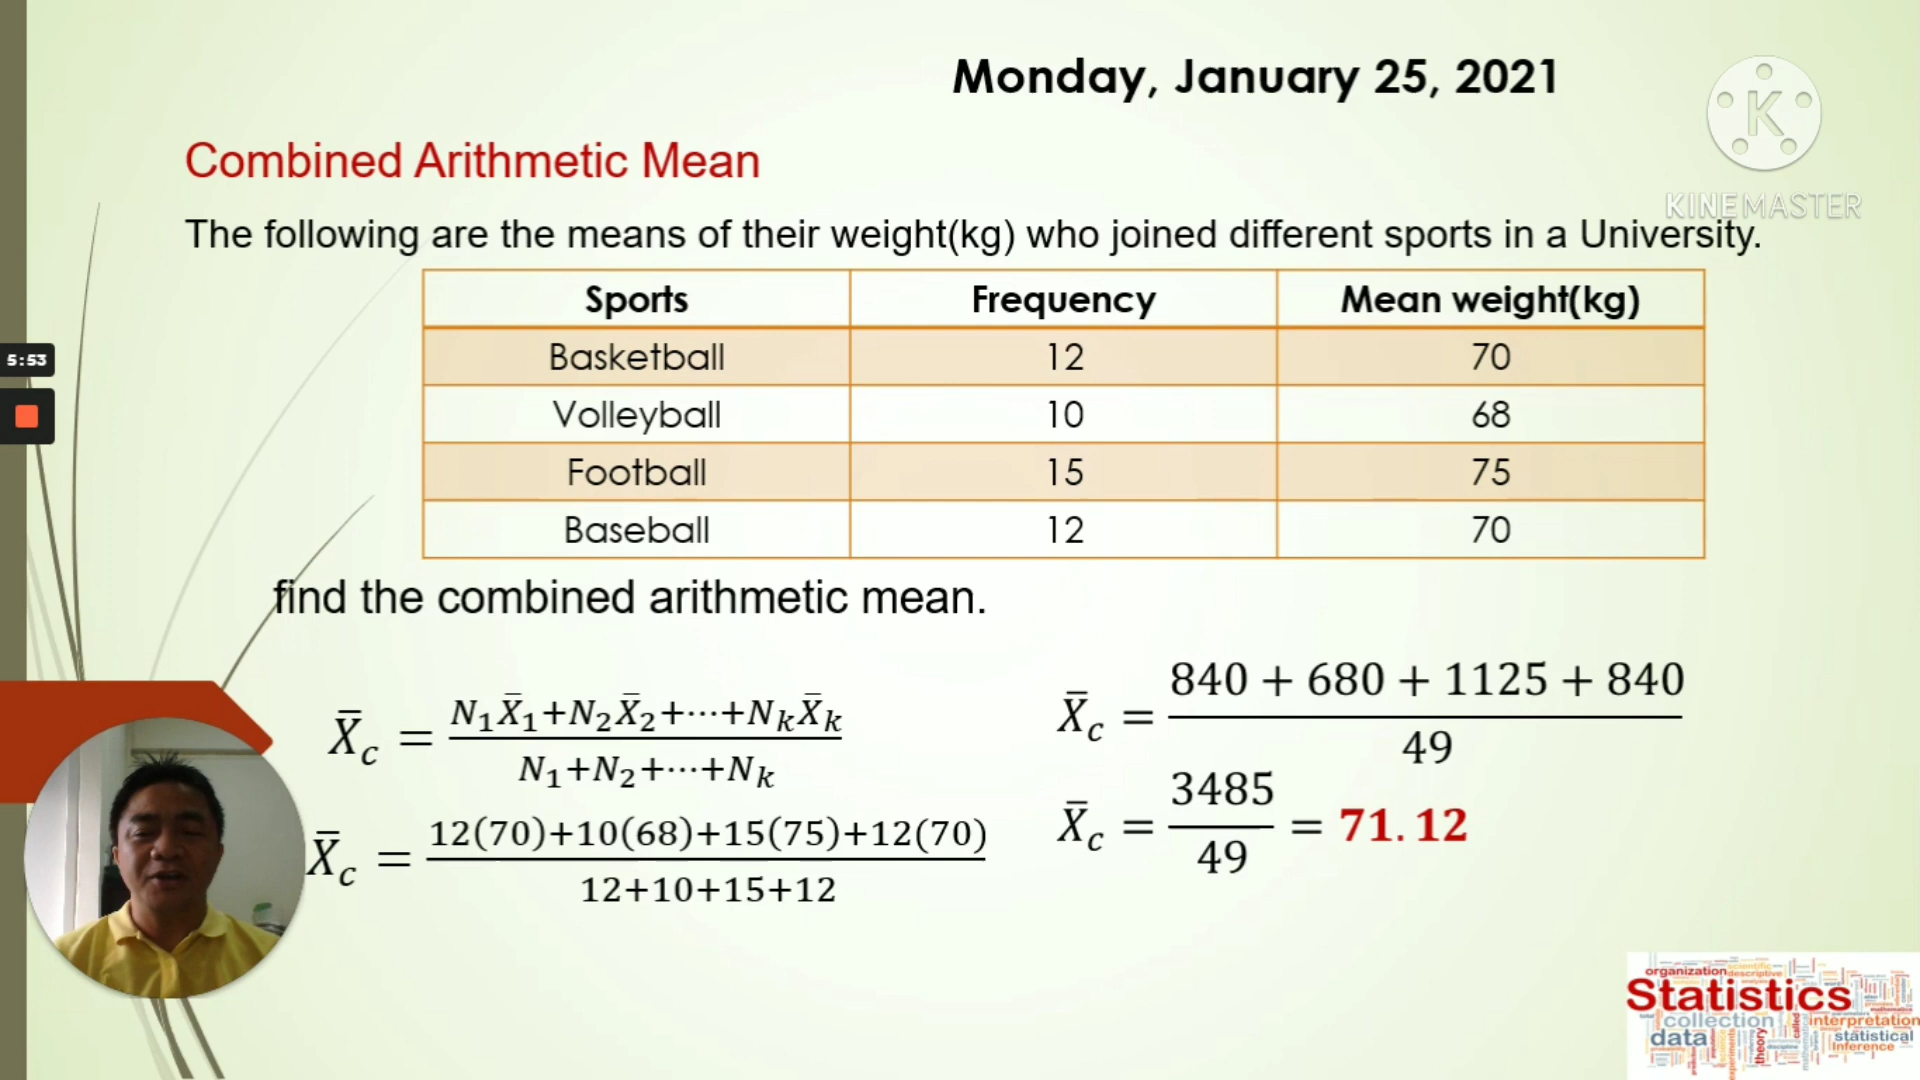 Monday, January 25, 2021
K
KINEMASTER
Combined Arithmetic Mean
The following are the means of their weight(kg) who joined different sports in a University.
Sports Frequency Mean weight(kg)
Basketball 12 70
Volleyball 10 68
Football 15 75
Baseball 12 70
5:53
find the combined arithmetic mean.
X̄c = (N₁X̄₁+N₂X̄₂+⋯+NₖX̄ₖ)/(N₁+N₂+⋯+Nₖ)
X̄c = (12(70)+10(68)+15(75)+12(70))/(12+10+15+12)
X̄c = (840 + 680 + 1125 + 840)/49
X̄c = 3485/49 = 71.12
organization scientific
descriptive
Statistics
collection interpretation
data theory statistical
inference